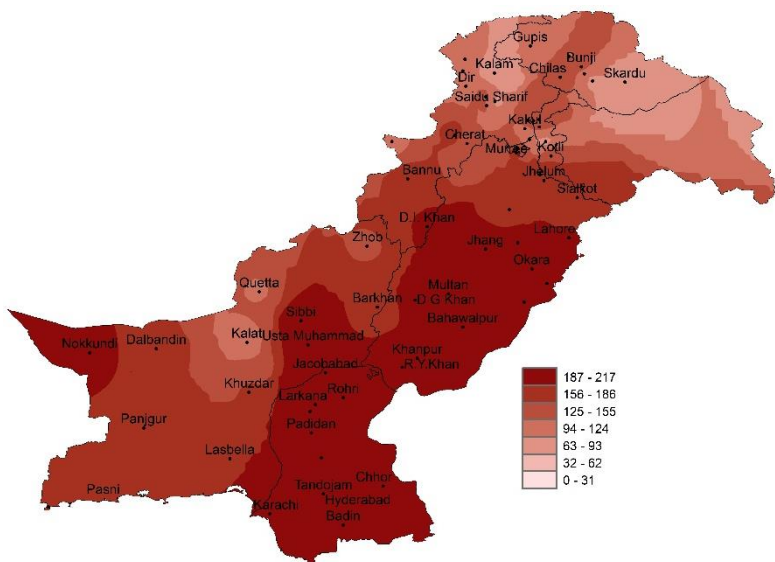 Gupis
Kalam
Chilas
Bunji
Skardu
Dir
Saidu Sharif
Kakul
Cherat
Murree
Kotli
Bannu
Jhelum
Sialkot
D.I. Khan
Lahore
Zhob
Jhang
Okara
Quetta
Multan
Barkhan
D.G Khan
Sibbi
Bahawalpur
Nokkundi
Dalbandin
Kalat
Usta Muhammad
Khanpur
Jacobabad
R.Y.Khan
Khuzdar
Larkana
Rohri
Panjgur
Padidan
Lasbella
Chhor
Pasni
Tandojam
Karachi
Hyderabad
Badin
187 - 217
156 - 186
125 - 155
94 - 124
63 - 93
32 - 62
0 - 31